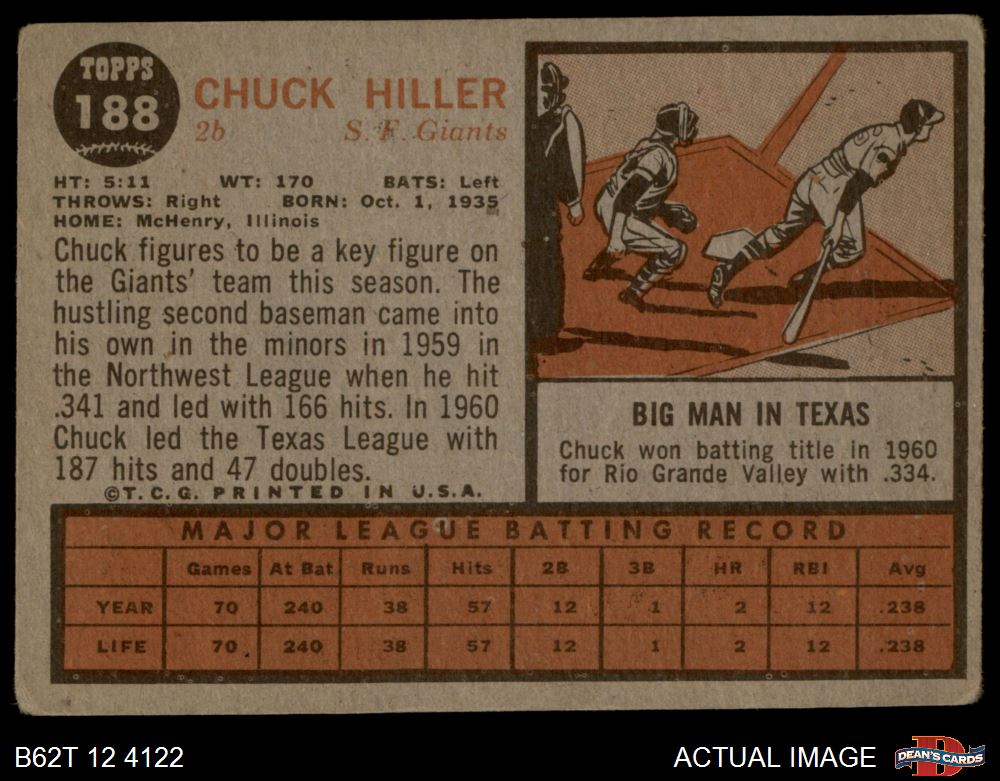 TOPPS
188
CHUCK HILLER
2b S.F. Giants
HT: 5:11 WT: 170 BATS: Left
THROWS: Right BORN: Oct. 1, 1935
HOME: McHenry, Illinois
Chuck figures to be a key figure on
the Giants' team this season. The
hustling second baseman came into
his own in the minors in 1959 in
the Northwest League when he hit
.341 and led with 166 hits. In 1960
Chuck led the Texas League with
187 hits and 47 doubles.
©T.C.G. PRINTED IN U.S.A.
BIG MAN IN TEXAS
Chuck won batting title in 1960
for Rio Grande Valley with .334.
MAJOR LEAGUE BATTING RECORD
Games At Bat Runs Hits 2B 3B HR RBI Avg
YEAR 70 240 38 57 12 1 2 12 .238
LIFE 70 240 38 57 12 1 2 12 .238
B62T 12 4122 ACTUAL IMAGE
DEAN'S CARDS